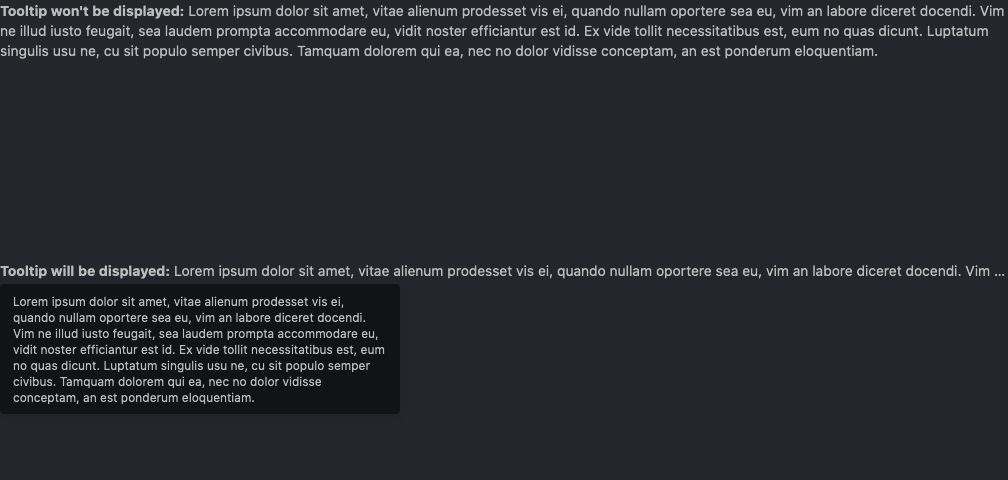 Tooltip won't be displayed: Lorem ipsum dolor sit amet, vitae alienum prodesset vis ei, quando nullam oportere sea eu, vim an labore diceret docendi. Vim
ne illud iusto feugait, sea laudem prompta accommodare eu, vidit noster efficiantur est id. Ex vide tollit necessitatibus est, eum no quas dicunt. Luptatum
singulis usu ne, cu sit populo semper civibus. Tamquam dolorem qui ea, nec no dolor vidisse conceptam, an est ponderum eloquentiam.
Tooltip will be displayed: Lorem ipsum dolor sit amet, vitae alienum prodesset vis ei, quando nullam oportere sea eu, vim an labore diceret docendi. Vim ...
Lorem ipsum dolor sit amet, vitae alienum prodesset vis ei,
quando nullam oportere sea eu, vim an labore diceret docendi.
Vim ne illud iusto feugait, sea laudem prompta accommodare eu,
vidit noster efficiantur est id. Ex vide tollit necessitatibus est, eum
no quas dicunt. Luptatum singulis usu ne, cu sit populo semper
civibus. Tamquam dolorem qui ea, nec no dolor vidisse
conceptam, an est ponderum eloquentiam.